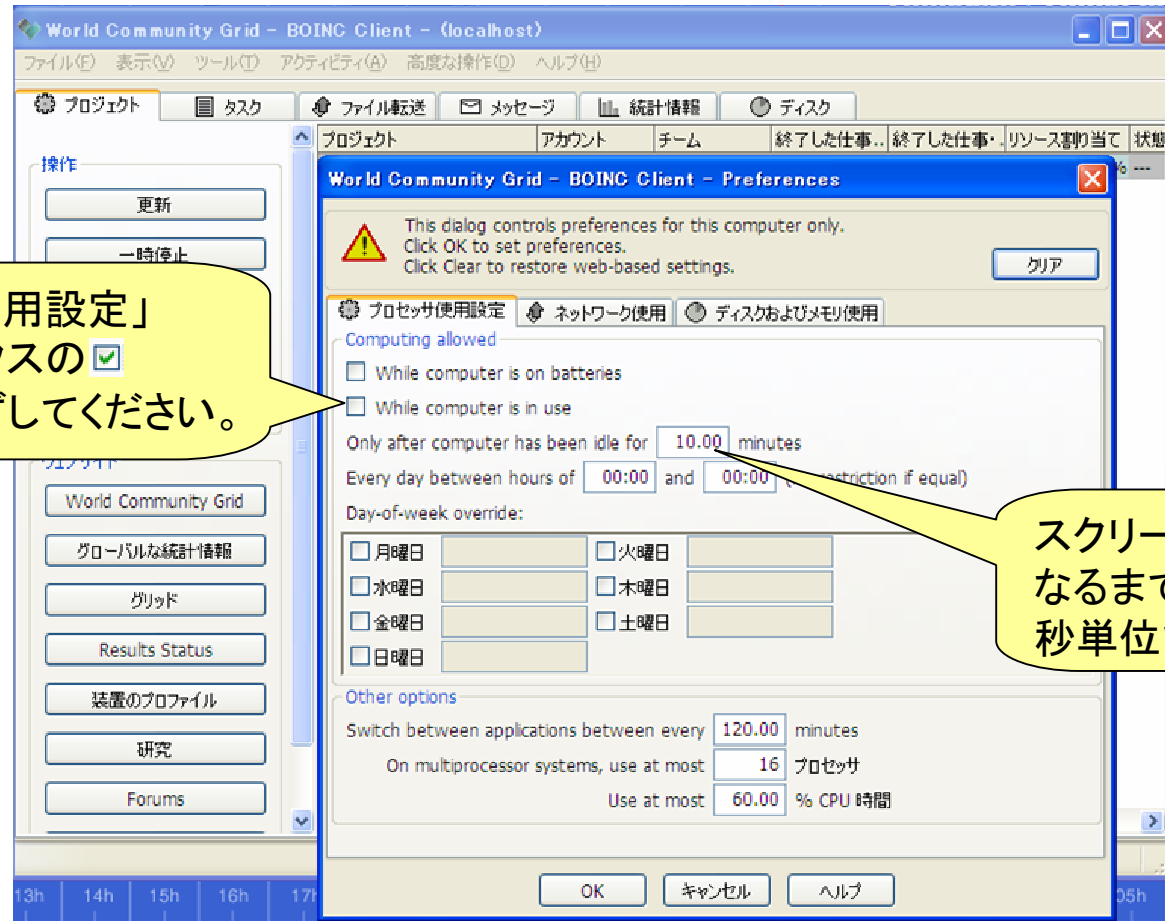 World Community Grid - BOINC Client - (localhost)
ファイル(F) 表示(V) ツール(T) アクティビティ(A) 高度な操作(D) ヘルプ(H)
プロジェクト タスク ファイル転送 メッセージ 統計情報 ディスク
プロジェクト アカウント チーム 終了した仕事.. 終了した仕事.. リソース割り当て 状態
操作
更新
一時停止
用設定」
スの
してください。
World Community Grid
グローバルな統計情報
グリッド
Results Status
装置のプロファイル
研究
Forums
World Community Grid - BOINC Client - Preferences
% ---
This dialog controls preferences for this computer only.
Click OK to set preferences.
Click Clear to restore web-based settings.
クリア
プロセッサ使用設定 ネットワーク使用 ディスクおよびメモリ使用
Computing allowed
While computer is on batteries
While computer is in use
Only after computer has been idle for 10.00 minutes
Every day between hours of 00:00 and 00:00 restriction if equal)
Day-of-week override:
月曜日 火曜日
水曜日 木曜日
金曜日 土曜日
日曜日
スクリー
なるまで
秒単位
Other options
Switch between applications between every 120.00 minutes
On multiprocessor systems, use at most 16 プロセッサ
Use at most 60.00 % CPU 時間
OK キャンセル ヘルプ
13h 14h 15h 16h 17h 05h